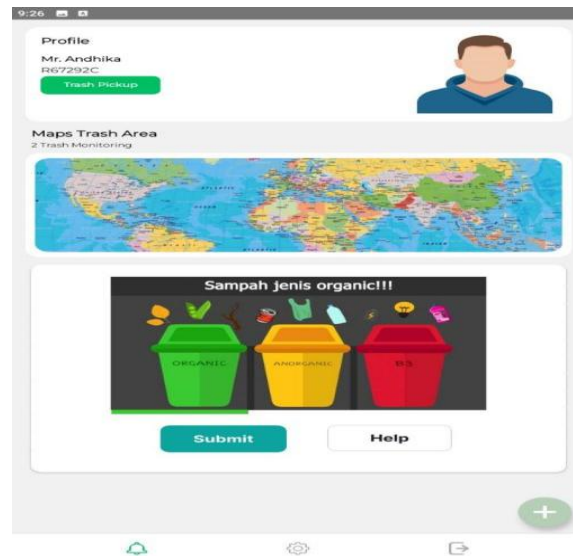 9:26
Profile
Mr. Andhika
R67292C
Trash Pickup
Maps Trash Area
2 Trash Monitoring
Sampah jenis organic!!!
ORGANIC
ANORGANIC
B3
Submit
Help